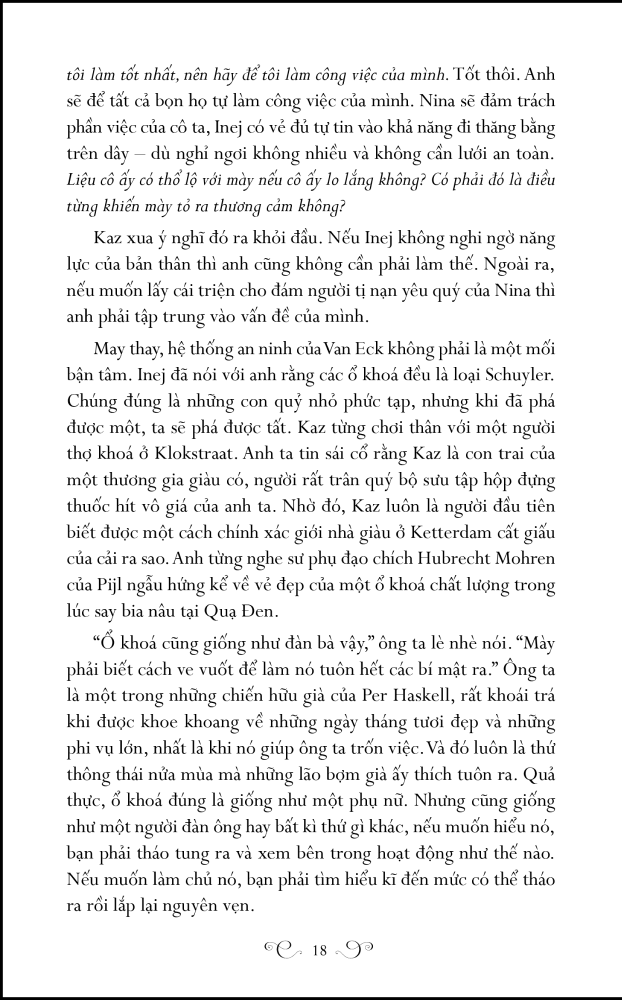 tôi làm tốt nhất, nên hãy để tôi làm công việc của mình. Tốt thôi. Anh
sẽ để tất cả bọn họ tự làm công việc của mình. Nina sẽ đảm trách
phần việc của cô ta, Inej có vẻ đủ tự tin vào khả năng đi thăng bằng
trên dây – dù nghỉ ngơi không nhiều và không cần lưới an toàn.
Liệu cô ấy có thổ lộ với mày nếu cô ấy lo lắng không? Có phải đó là điều
từng khiến mày tỏ ra thương cảm không?
Kaz xua ý nghĩ đó ra khỏi đầu. Nếu Inej không nghi ngờ năng
lực của bản thân thì anh cũng không cần phải làm thế. Ngoài ra,
nếu muốn lấy cái triện cho đám người tị nạn yêu quý của Nina thì
anh phải tập trung vào vấn đề của mình.
May thay, hệ thống an ninh của Van Eck không phải là một mối
bận tâm. Inej đã nói với anh rằng các ổ khoá đều là loại Schuyler.
Chúng đúng là những con quỷ nhỏ phức tạp, nhưng khi đã phá
được một, ta sẽ phá được tất. Kaz từng chơi thân với một người
thợ khoá ở Klokstraat. Anh ta tin sái cổ rằng Kaz là con trai của
một thương gia giàu có, người rất trân quý bộ sưu tập hộp đựng
thuốc hít vô giá của anh ta. Nhờ đó, Kaz luôn là người đầu tiên
biết được một cách chính xác giới nhà giàu ở Ketterdam cất giấu
của cải ra sao. Anh từng nghe sư phụ đạo chích Hubrecht Mohren
của Pijl ngẫu hứng kể về vẻ đẹp của một ổ khoá chất lượng trong
lúc say bia nâu tại Quạ Đen.
“Ổ khoá cũng giống như đàn bà vậy,” ông ta lè nhè nói. “Mày
phải biết cách ve vuốt để làm nó tuôn hết các bí mật ra.” Ông ta
là một trong những chiến hữu già của Per Haskell, rất khoái trá
khi được khoe khoang về những ngày tháng tươi đẹp và những
phi vụ lớn, nhất là khi nó giúp ông ta trốn việc. Và đó luôn là thứ
thông thái nửa mùa mà những lão bợm già ấy thích tuôn ra. Quả
thực, ổ khoá đúng là giống như một phụ nữ. Nhưng cũng giống
như một người đàn ông hay bất kì thứ gì khác, nếu muốn hiểu nó,
bạn phải tháo tung ra và xem bên trong hoạt động như thế nào.
Nếu muốn làm chủ nó, bạn phải tìm hiểu kĩ đến mức có thể tháo
ra rồi lắp lại nguyên vẹn.
18